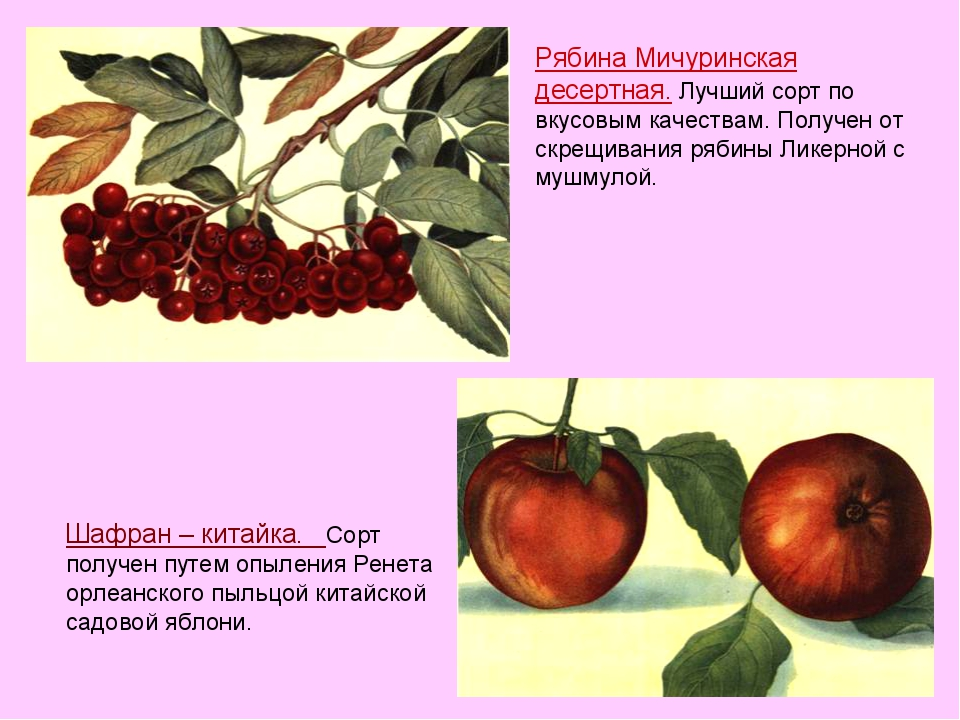 Рябина Мичуринская
десертная. Лучший сорт по
вкусовым качествам. Получен от
скрещивания рябины Ликерной с
мушмулой.
Шафран – китайка. Сорт
получен путем опыления Ренета
орлеанского пыльцой китайской
садовой яблони.